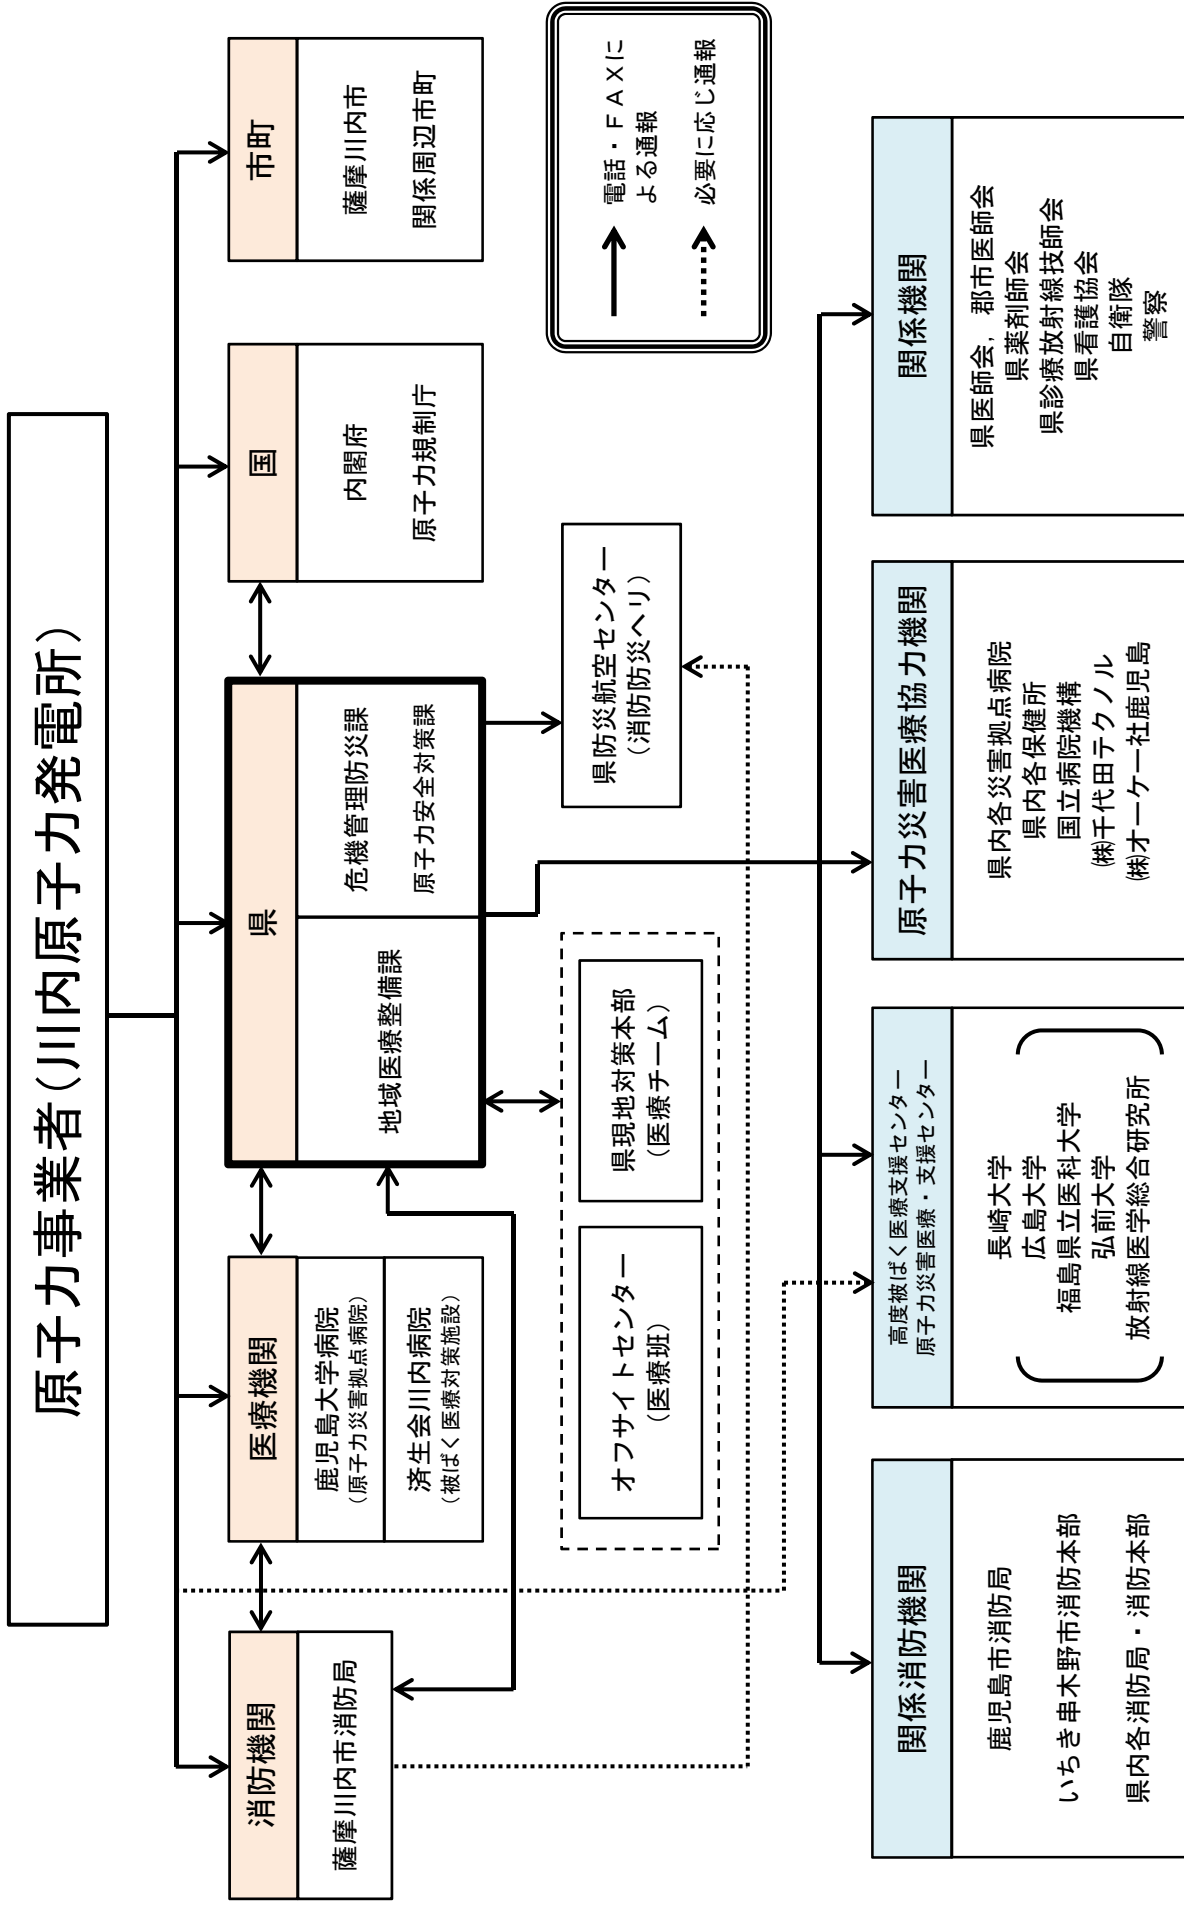 原子力事業者（川内原子力発電所）
消防機関
薩摩川内市消防局
医療機関
鹿児島大学病院
（原子力災害拠点病院）
済生会川内病院
（被ばく医療対策施設）
県
地域医療整備課
危機管理防災課
原子力安全対策課
国
内閣府
原子力規制庁
市町
薩摩川内市
関係周辺市町
オフサイトセンター
（医療班）
県現地対策本部
（医療チーム）
県防災航空センター
（消防防災ヘリ）
電話・ＦＡＸに
よる通報
必要に応じ通報
関係消防機関
鹿児島市消防局
いちき串木野市消防本部
県内各消防局・消防本部
高度被ばく医療支援センター
原子力災害医療・支援センター
長崎大学
広島大学
福島県立医科大学
弘前大学
放射線医学総合研究所
原子力災害医療協力機関
県内各災害拠点病院
県内各保健所
国立病院機構
㈱千代田テクノル
㈱オーケー社鹿児島
関係機関
県医師会，郡市医師会
県薬剤師会
県診療放射線技師会
県看護協会
自衛隊
警察